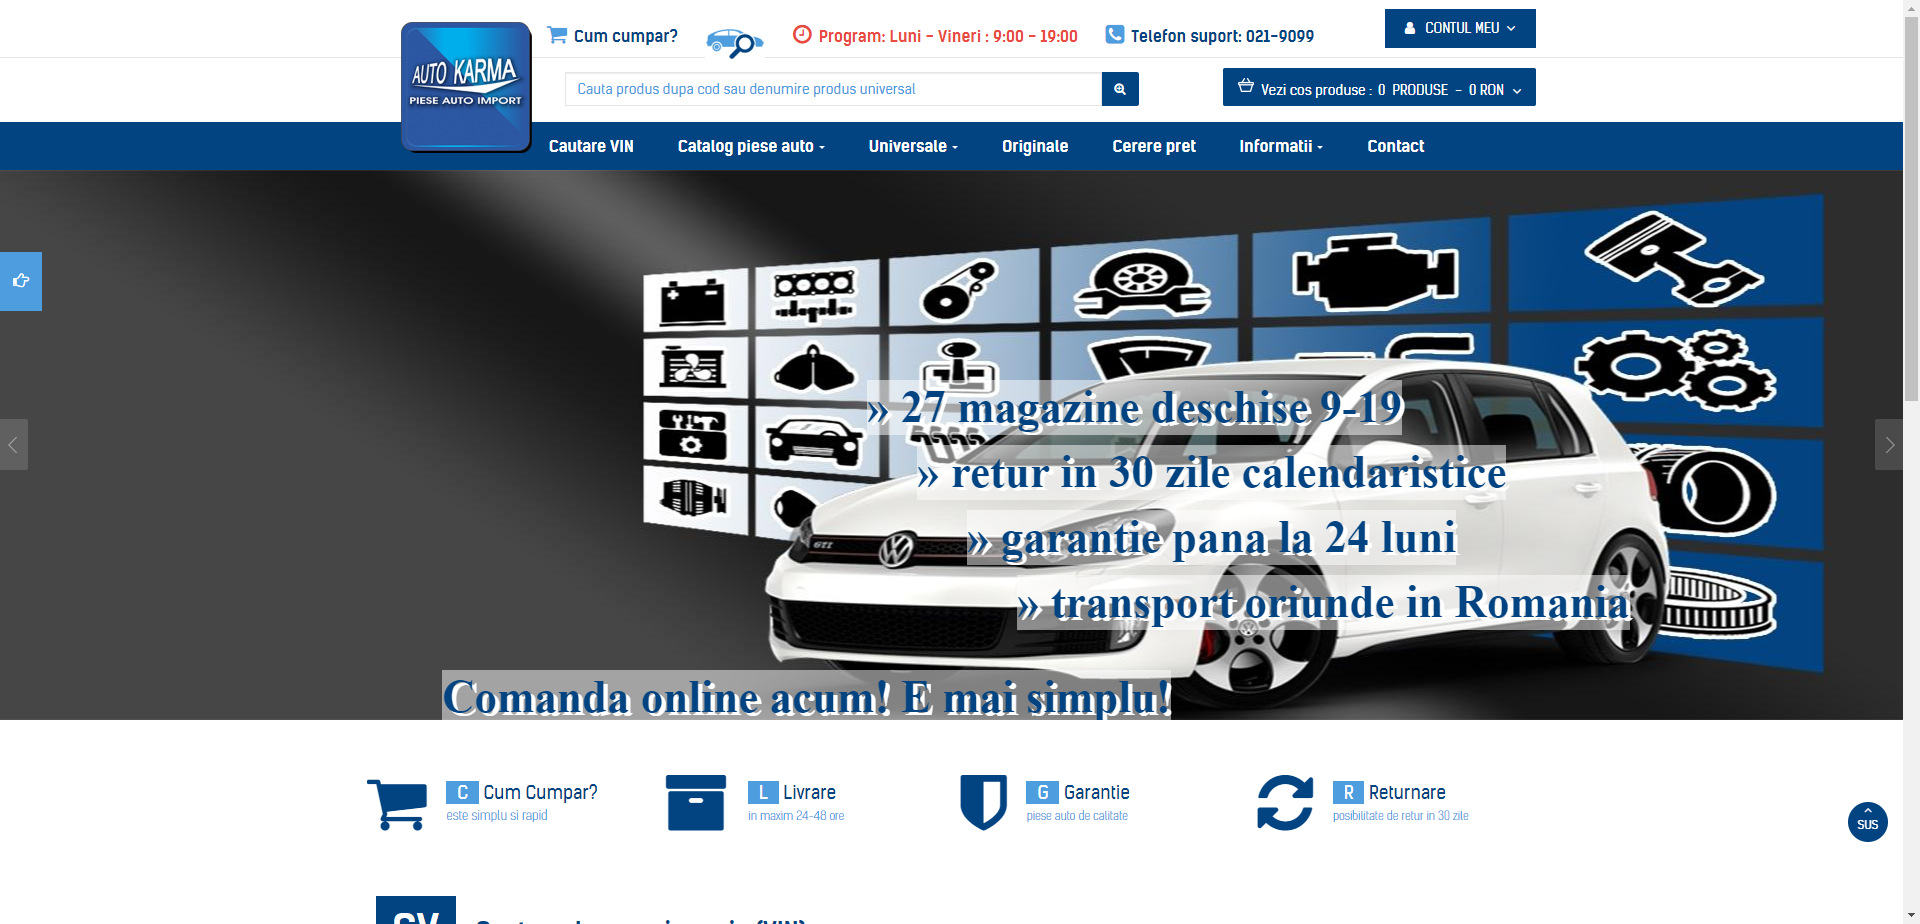 Cum cumpar?
Program: Luni - Vineri : 9:00 - 19:00
Telefon suport: 021-9099
CONTUL MEU
AUTO KARMA
PIESE AUTO IMPORT
Cauta produs dupa cod sau denumire produs universal
Vezi cos produse : 0 PRODUSE - 0 RON
Cautare VIN
Catalog piese auto
Universale
Originale
Cerere pret
Informatii
Contact
» 27 magazine deschise 9-19
» retur in 30 zile calendaristice
» garantie pana la 24 luni
» transport oriunde in Romania
GTI
Comanda online acum! E mai simplu!
C Cum Cumpar?
este simplu si rapid
L Livrare
in maxim 24-48 ore
G Garantie
piese auto de calitate
R Returnare
posibilitate de retur in 30 zile
SUS